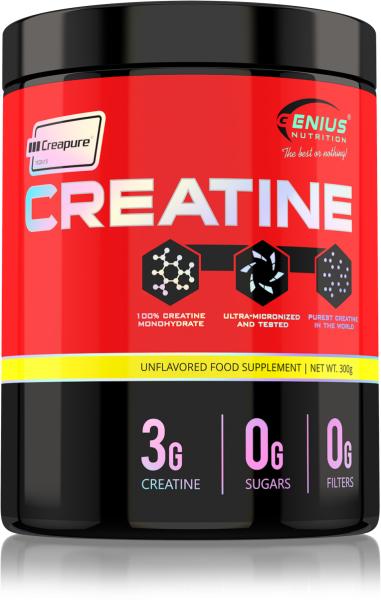 Creapure®
GENIUS®
NUTRITION
The best or nothing!
CREATINE
100% CREATINE
MONOHYDRATE
ULTRA-MICRONIZED
AND TESTED
PUREST CREATINE
IN THE WORLD
UNFLAVORED FOOD SUPPLEMENT | NET WT. 300g
3G
CREATINE
0G
SUGARS
0G
FILTERS